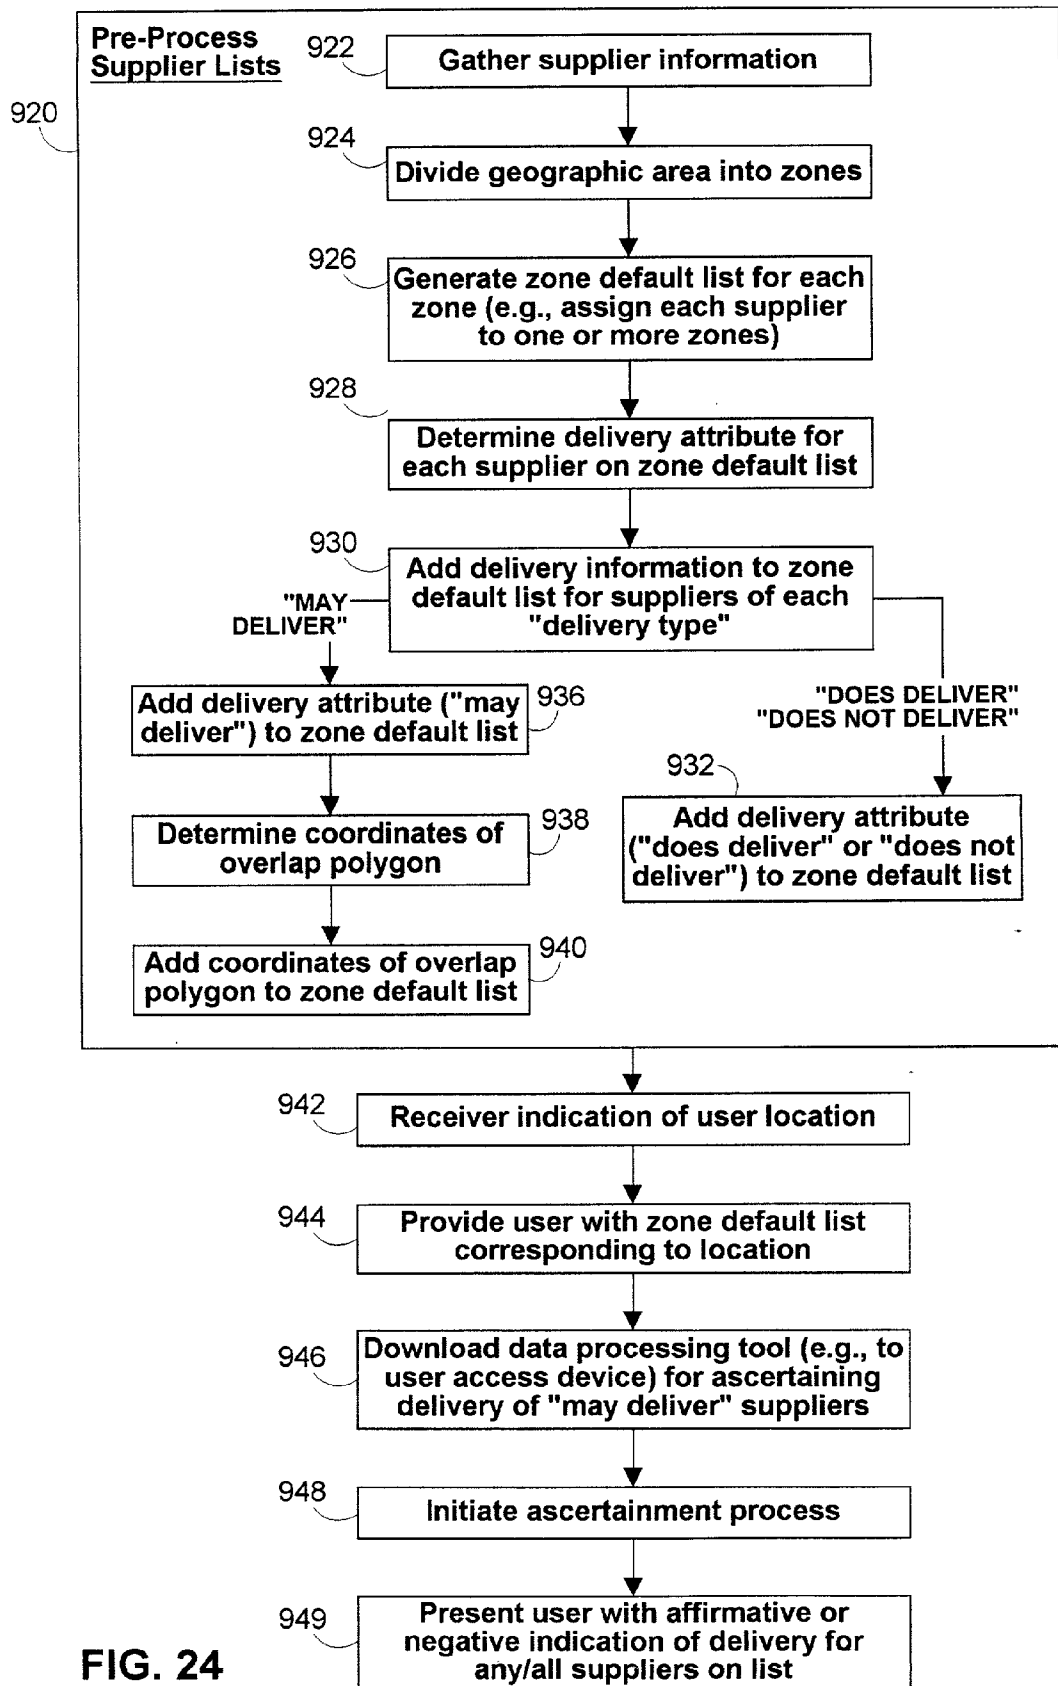 Pre-Process
Supplier Lists
920
922
Gather supplier information
924
Divide geographic area into zones
926
Generate zone default list for each
zone (e.g., assign each supplier
to one or more zones)
928
Determine delivery attribute for
each supplier on zone default list
930
Add delivery information to zone
default list for suppliers of each
"delivery type"
"MAY
DELIVER"
"DOES DELIVER"
"DOES NOT DELIVER"
Add delivery attribute ("may
deliver") to zone default list
936
932
Add delivery attribute
("does deliver" or "does not
deliver") to zone default list
Determine coordinates of
overlap polygon
938
Add coordinates of overlap
polygon to zone default list
940
942
Receiver indication of user location
944
Provide user with zone default list
corresponding to location
946
Download data processing tool (e.g., to
user access device) for ascertaining
delivery of "may deliver" suppliers
948
Initiate ascertainment process
949
Present user with affirmative or
negative indication of delivery for
any/all suppliers on list
FIG. 24